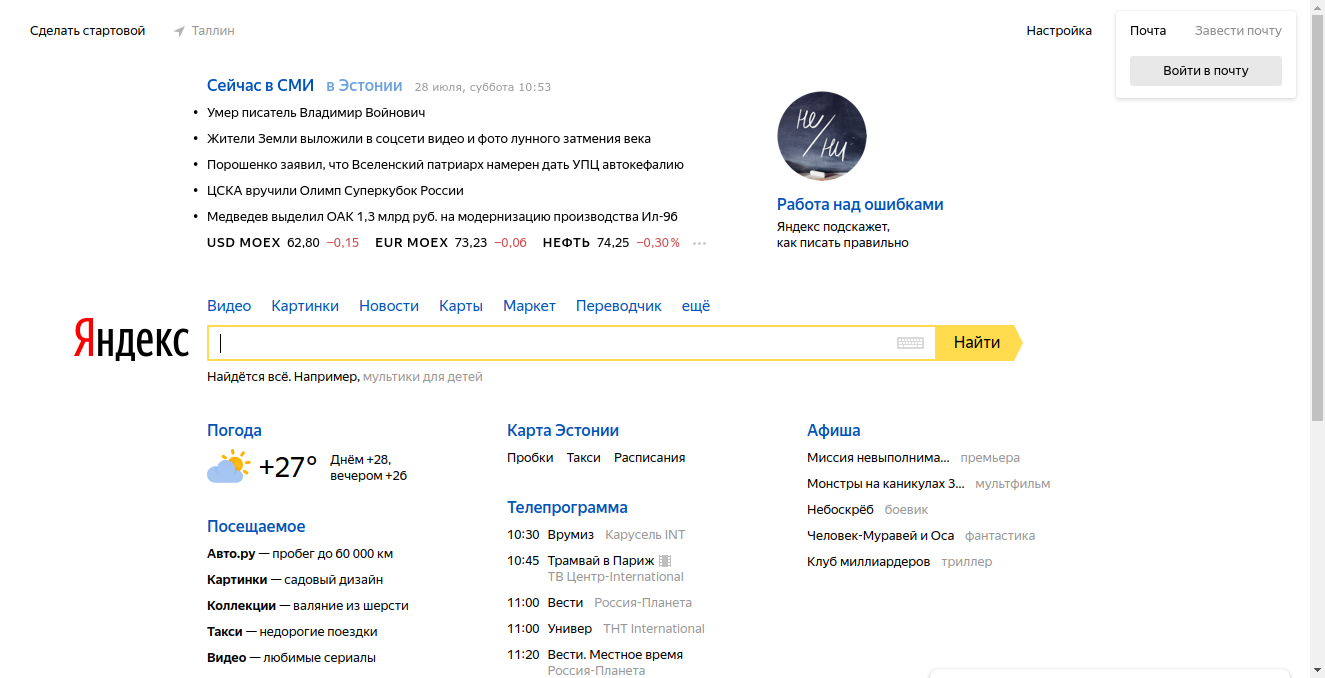 Сделать стартовой Таллин Настройка Почта Завести почту
Войти в почту
Сейчас в СМИ в Эстонии 28 июля, суббота 10:53
• Умер писатель Владимир Войнович
• Жители Земли выложили в соцсети видео и фото лунного затмения века
• Порошенко заявил, что Вселенский патриарх намерен дать УПЦ автокефалию
• ЦСКА вручили Олимп Суперкубок России
• Медведев выделил ОАК 1,3 млрд руб. на модернизацию производства Ил-96
USD MOEX 62,80 −0,15 EUR MOEX 73,23 −0,06 НЕФТЬ 74,25 −0,30% ···
не/ни
Работа над ошибками
Яндекс подскажет,
как писать правильно
Видео Картинки Новости Карты Маркет Переводчик ещё
Яндекс Найти
Найдётся всё. Например, мультики для детей
Погода
+27° Днём +28,
вечером +26
Посещаемое
Авто.ру — пробег до 60 000 км
Картинки — садовый дизайн
Коллекции — валяние из шерсти
Такси — недорогие поездки
Видео — любимые сериалы
Карта Эстонии
Пробки Такси Расписания
Телепрограмма
10:30 Врумиз Карусель INT
10:45 Трамвай в Париж
ТВ Центр-International
11:00 Вести Россия-Планета
11:00 Универ ТНТ International
11:20 Вести. Местное время
Россия-Планета
Афиша
Миссия невыполнима... премьера
Монстры на каникулах 3... мультфильм
Небоскрёб боевик
Человек-Муравей и Оса фантастика
Клуб миллиардеров триллер